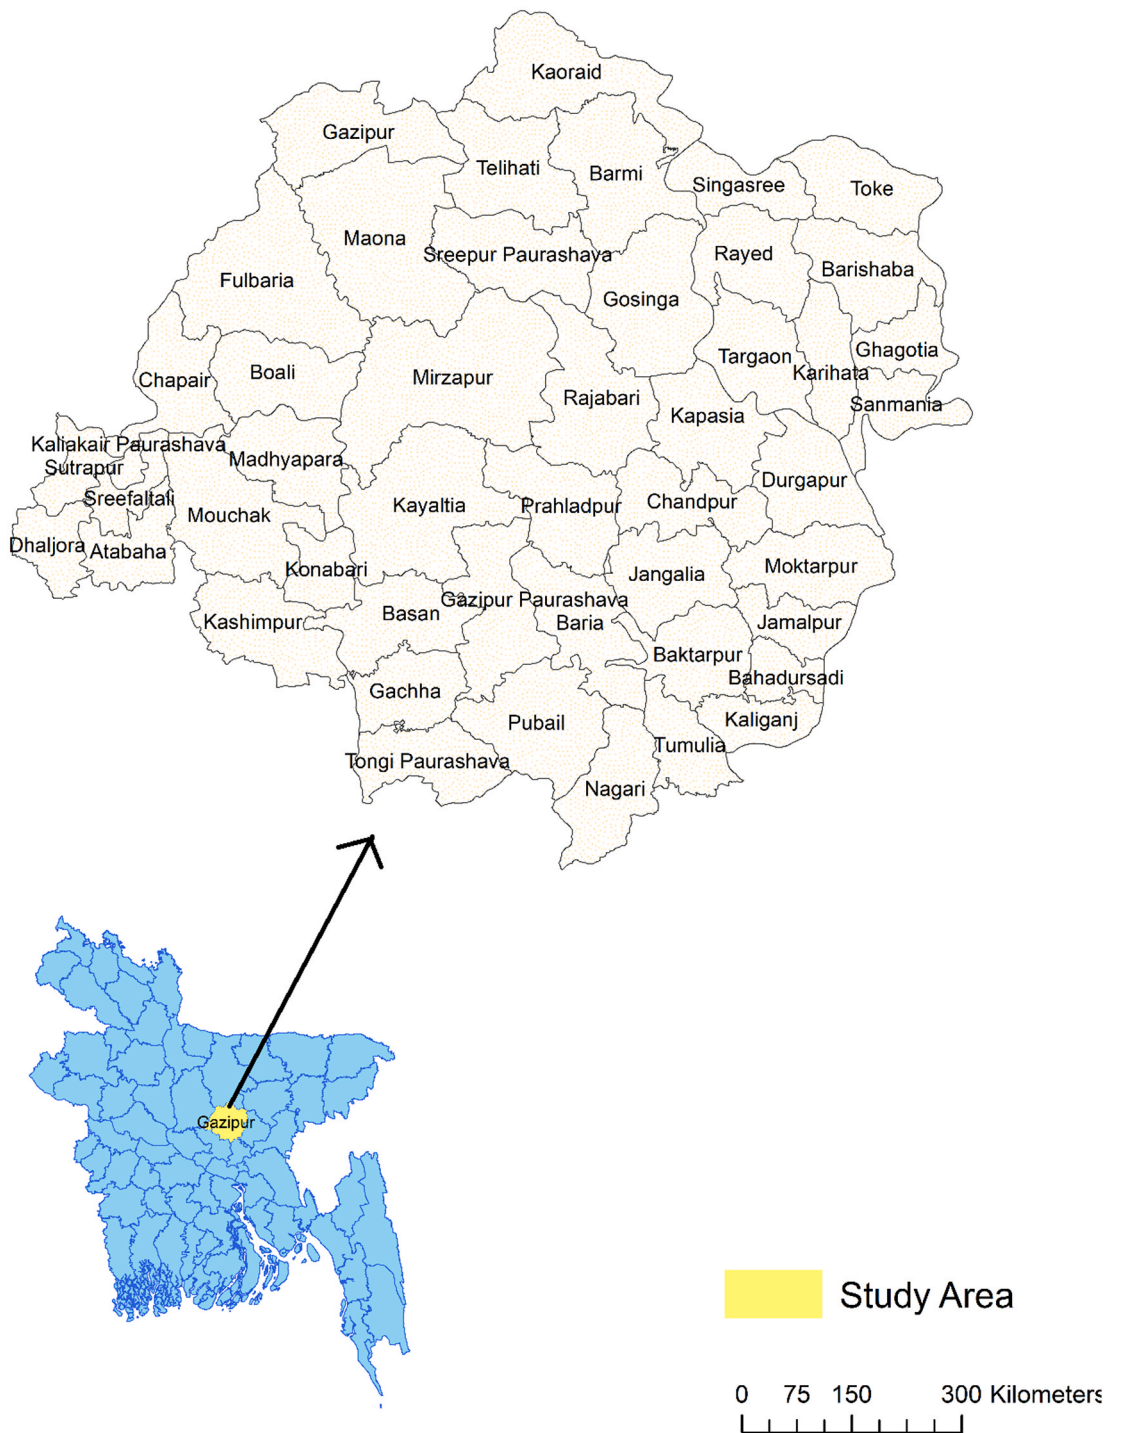 Kaoraid
Gazipur
Telihati
Barmi
Singasree
Toke
Maona
Sreepur Paurashava
Rayed
Barishaba
Fulbaria
Gosinga
Ghagotia
Targaon
Karihata
Chapair
Boali
Mirzapur
Rajabari
Kapasia
Sanmania
Kaliakair Paurashava
Madhyapara
Sutrapur
Durgapur
Sreefaltali
Mouchak
Kayaltia
Prahladpur
Chandpur
Dhaljora
Atabaha
Konabari
Jangalia
Moktarpur
Gazipur Paurashava
Kashimpur
Basan
Baria
Jamalpur
Baktarpur
Bahadursadi
Gachha
Pubail
Kaliganj
Tongi Paurashava
Tumulia
Nagari
Gazipur
Study Area
0 75 150 300 Kilometers